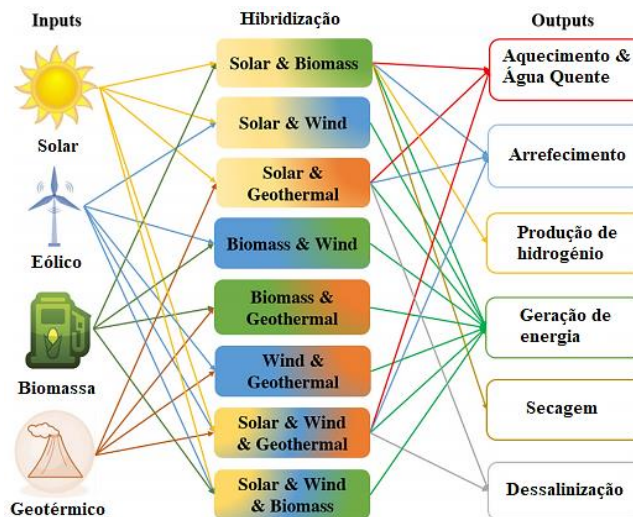 Inputs
Hibridização
Outputs
Solar
Eólico
Biomassa
Geotérmico
Solar & Biomass
Solar & Wind
Solar &
Geothermal
Biomass & Wind
Biomass &
Geothermal
Wind &
Geothermal
Solar & Wind
& Geothermal
Solar & Wind
& Biomass
Aquecimento &
Água Quente
Arrefecimento
Produção de
hidrogénio
Geração de
energia
Secagem
Dessalinização